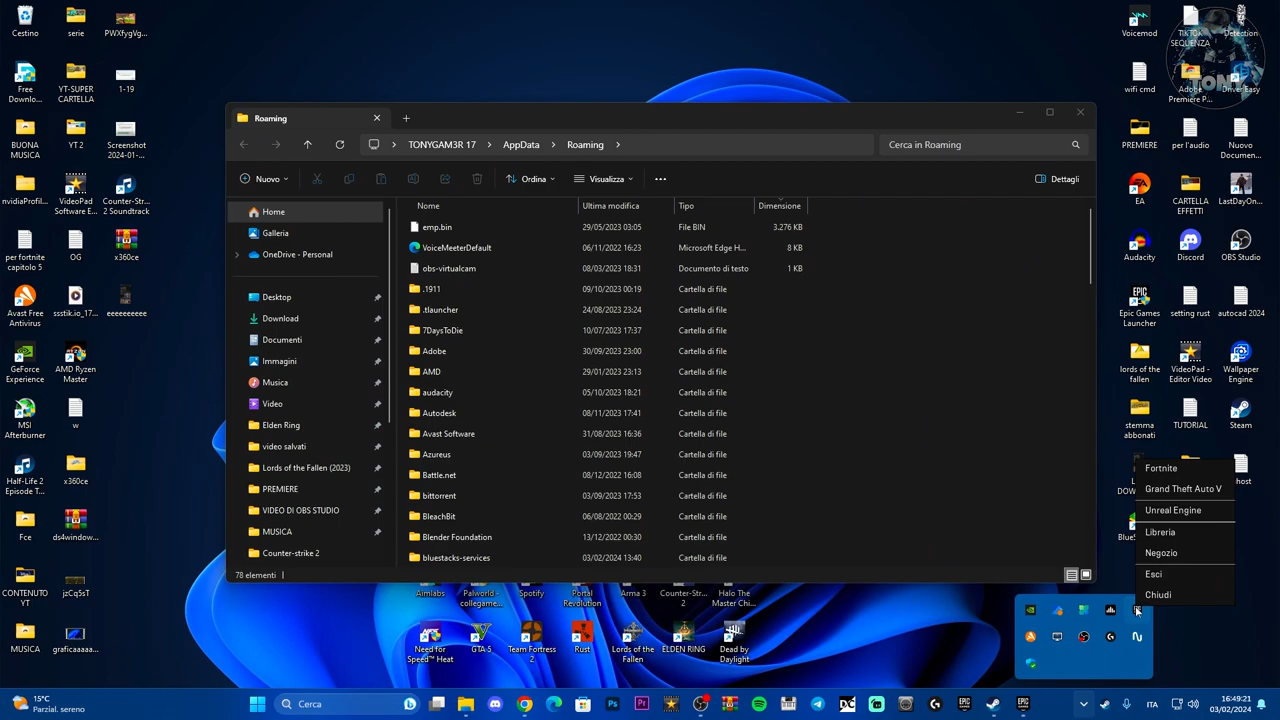 Cestino
serie
PWXfygVg...
Free
Downlo...
YT-SUPER
CARTELLA
1-19
BUONA
MUSICA
YT 2
Screenshot
2024-01-...
nvidiaProfil...
VideoPad
Software E...
Counter-Str...
2 Soundtrack
per fortnite
capitolo 5
OG
x360ce
Avast Free
Antivirus
ssstik.io_17...
eeeeeeeee
GeForce
Experience
AMD Ryzen
Master
MSI
Afterburner
w
Half-Life 2
Episode T...
x360ce
Fce
ds4window...
CONTENUTO
YT
jzCq5sT
MUSICA
graficaaaaa...
Roaming
TONYGAM3R 17
AppData
Roaming
Cerca in Roaming
Nuovo
Ordina
Visualizza
Dettagli
Home
Galleria
OneDrive - Personal
Desktop
Download
Documenti
Immagini
Musica
Video
Elden Ring
video salvati
Lords of the Fallen (2023)
PREMIERE
VIDEO DI OBS STUDIO
MUSICA
Counter-strike 2
Nome Ultima modifica Tipo Dimensione
emp.bin 29/05/2023 03:05 File BIN 3.276 KB
VoiceMeeterDefault 06/11/2022 16:23 Microsoft Edge H... 8 KB
obs-virtualcam 08/03/2023 18:31 Documento di testo 1 KB
.1911 09/10/2023 00:19 Cartella di file
.tlauncher 24/08/2023 23:24 Cartella di file
7DaysToDie 10/07/2023 17:37 Cartella di file
Adobe 30/09/2023 23:00 Cartella di file
AMD 29/01/2023 23:13 Cartella di file
audacity 05/10/2023 18:21 Cartella di file
Autodesk 08/11/2023 17:41 Cartella di file
Avast Software 31/08/2023 16:36 Cartella di file
Azureus 03/09/2023 19:47 Cartella di file
Battle.net 08/12/2022 16:08 Cartella di file
bittorrent 03/09/2023 17:53 Cartella di file
BleachBit 06/08/2022 00:29 Cartella di file
Blender Foundation 13/12/2022 00:30 Cartella di file
bluestacks-services 03/02/2024 13:40 Cartella di file
78 elementi
Voicemod
TIKTOK
SEQUENZA
Detection
TONY
wifi cmd
Adobe
Premiere P...
Driver Easy
PREMIERE
per l'audio
Nuovo
Documen...
EA
CARTELLA
EFFETTI
LastDayOn...
Audacity
Discord
OBS Studio
Epic Games
Launcher
setting rust
autocad 2024
lords of the
fallen
VideoPad -
Editor Video
Wallpaper
Engine
stemma
abbonati
TUTORIAL
Steam
Fortnite
Grand Theft Auto V
Unreal Engine
Libreria
Negozio
Esci
Chiudi
Aimlabs
Palworld -
collegame...
Spotify
Portal
Revolution
Arma 3
Counter-Str...
2
Halo The
Master Chi...
Need for
Speed™ Heat
GTA 5
Team Fortress
2
Rust
Lords of the
Fallen
ELDEN RING
Dead by
Daylight
15°C
Parzial. sereno
Cerca
ITA
16:49:21
03/02/2024